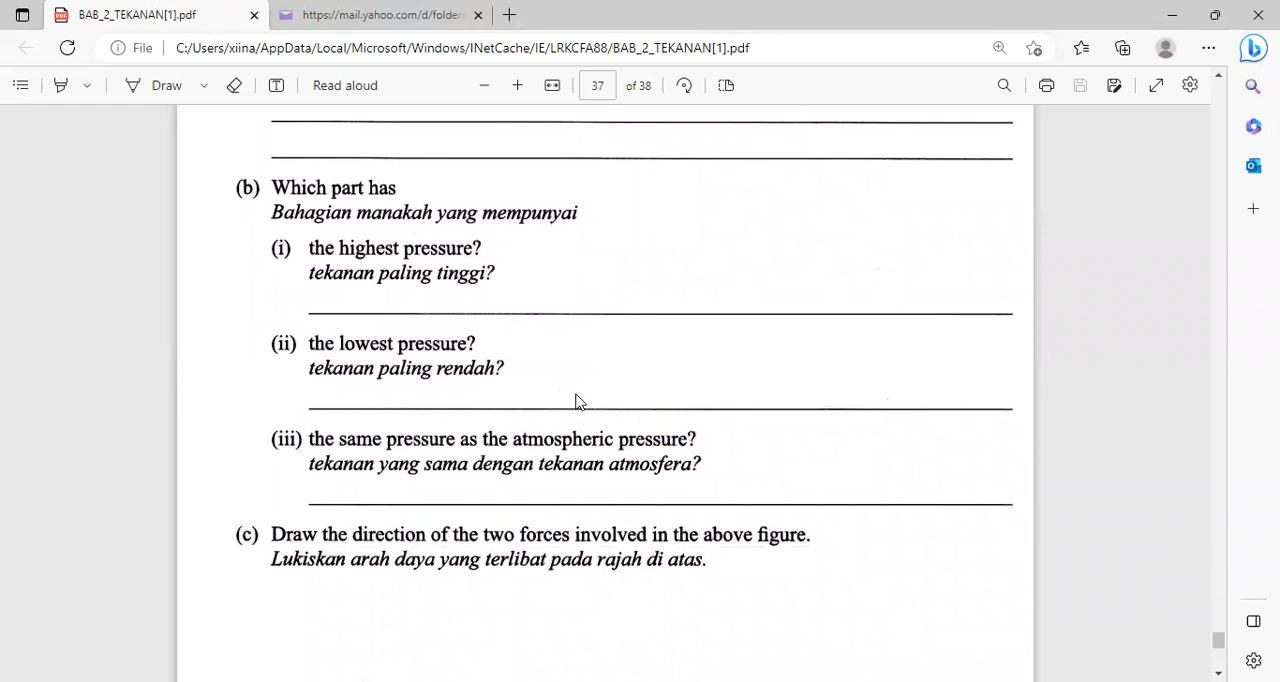 BAB_2_TEKANAN[1].pdf
https://mail.yahoo.com/d/folders
File C:/Users/xiina/AppData/Local/Microsoft/Windows/INetCache/IE/LRKCFA88/BAB_2_TEKANAN[1].pdf
Draw
Read aloud
37 of 38
(b) Which part has
Bahagian manakah yang mempunyai
(i) the highest pressure?
tekanan paling tinggi?
(ii) the lowest pressure?
tekanan paling rendah?
(iii) the same pressure as the atmospheric pressure?
tekanan yang sama dengan tekanan atmosfera?
(c) Draw the direction of the two forces involved in the above figure.
Lukiskan arah daya yang terlibat pada rajah di atas.